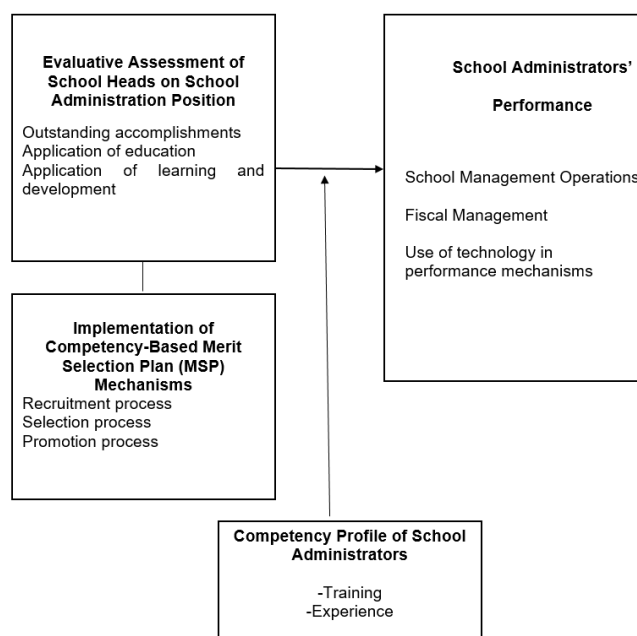 Evaluative Assessment of
School Heads on School
Administration Position
Outstanding accomplishments
Application of education
Application of learning and
development
School Administrators’
Performance
School Management Operations
Fiscal Management
Use of technology in
performance mechanisms
Implementation of
Competency-Based Merit
Selection Plan (MSP)
Mechanisms
Recruitment process
Selection process
Promotion process
Competency Profile of School
Administrators
-Training
-Experience